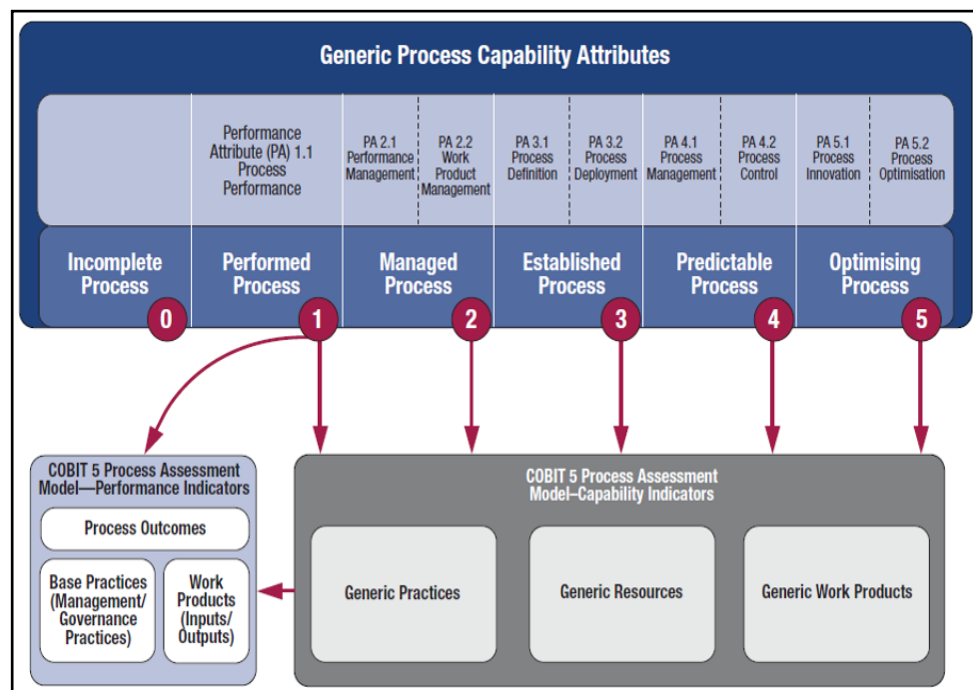 Generic Process Capability Attributes
Performance
Attribute (PA) 1.1
Process
Performance
PA 2.1
Performance
Management
PA 2.2
Work
Product
Management
PA 3.1
Process
Definition
PA 3.2
Process
Deployment
PA 4.1
Process
Management
PA 4.2
Process
Control
PA 5.1
Process
Innovation
PA 5.2
Process
Optimisation
Incomplete
Process
0
Performed
Process
1
Managed
Process
2
Established
Process
3
Predictable
Process
4
Optimising
Process
5
COBIT 5 Process Assessment
Model—Performance Indicators
Process Outcomes
Base Practices
(Management/
Governance
Practices)
Work
Products
(Inputs/
Outputs)
COBIT 5 Process Assessment
Model–Capability Indicators
Generic Practices
Generic Resources
Generic Work Products